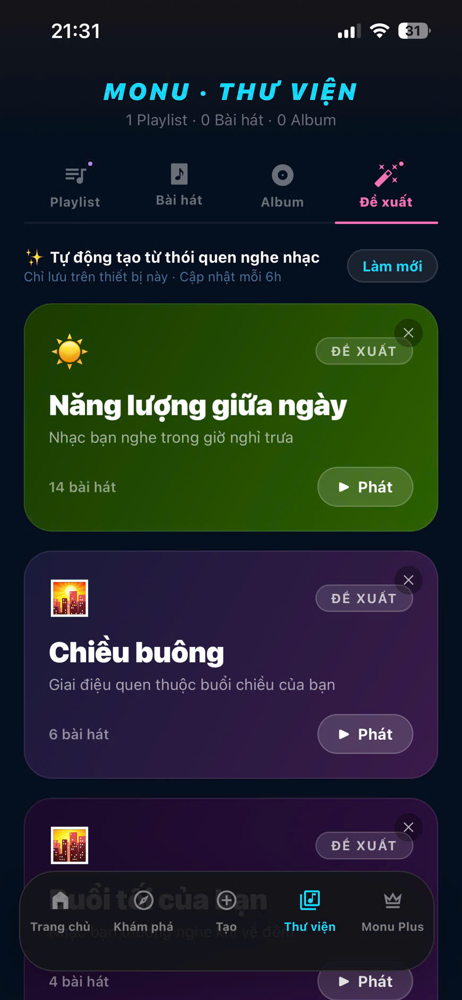 21:31
31
MONU · THƯ VIỆN
1 Playlist · 0 Bài hát · 0 Album
Playlist
Bài hát
Album
Đề xuất
✨ Tự động tạo từ thói quen nghe nhạc
Chỉ lưu trên thiết bị này · Cập nhật mỗi 6h
Làm mới
ĐỀ XUẤT
Năng lượng giữa ngày
Nhạc bạn nghe trong giờ nghỉ trưa
14 bài hát
Phát
ĐỀ XUẤT
Chiều buông
Giai điệu quen thuộc buổi chiều của bạn
6 bài hát
Phát
ĐỀ XUẤT
Buổi tối của bạn
Nhạc bạn thường nghe khi về đêm
Trang chủ
Khám phá
Tạo
Thư viện
Monu Plus
4 bài hát
Phát